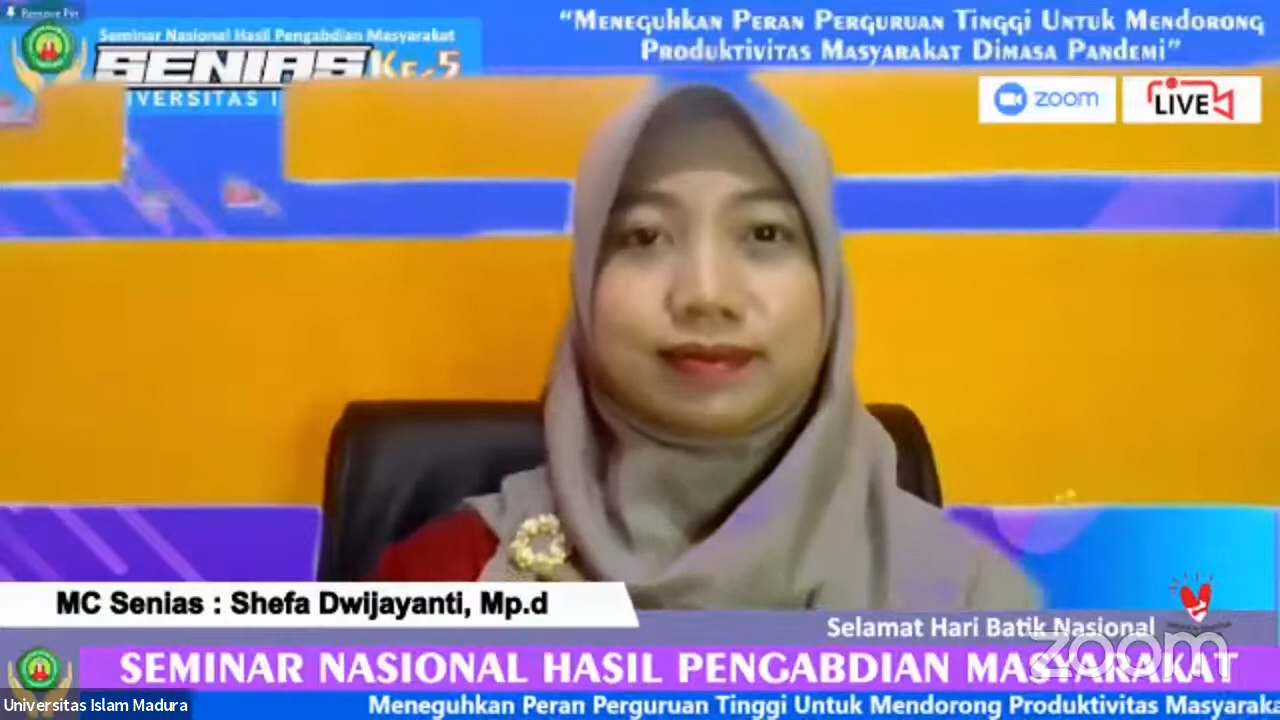 Remove Pin
Seminar Nasional Hasil Pengabdian Masyarakat
SENIAS Ke-5
IVERSITAS I
“Meneguhkan Peran Perguruan Tinggi Untuk Mendorong
Produktivitas Masyarakat Dimasa Pandemi”
zoom
LIVE
MC Senias : Shefa Dwijayanti, Mp.d
Selamat Hari Batik Nasional
zoom
SEMINAR NASIONAL HASIL PENGABDIAN MASYARAKAT
Universitas Islam Madura
Meneguhkan Peran Perguruan Tinggi Untuk Mendorong Produktivitas Masyaraka